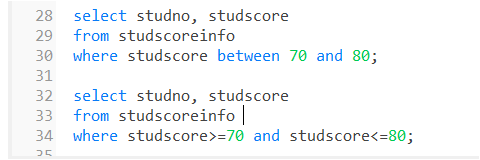 28 select studno, studscore
29 from studscoreinfo
30 where studscore between 70 and 80;
31
32 select studno, studscore
33 from studscoreinfo
34 where studscore>=70 and studscore<=80;
35